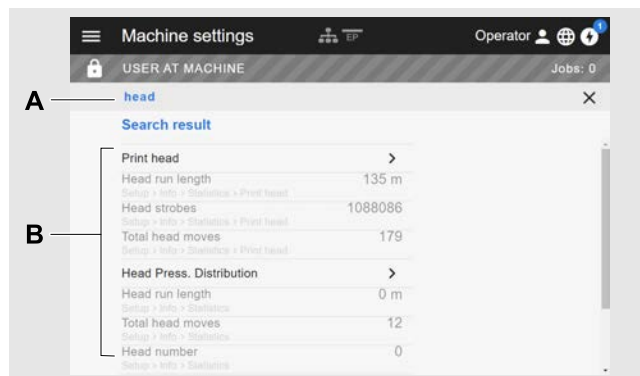 Machine settings EP Operator 1
USER AT MACHINE Jobs: 0
A head
Search result
Print head
Head run length 135 m
Setup > Info > Statistics > Print head
Head strobes 1088086
Setup > Info > Statistics > Print head
B
Total head moves 179
Setup > Info > Statistics > Print head
Head Press. Distribution
Head run length 0 m
Setup > Info > Statistics
Total head moves 12
Setup > Info > Statistics
Head number 0
Setup > Info > Statistics